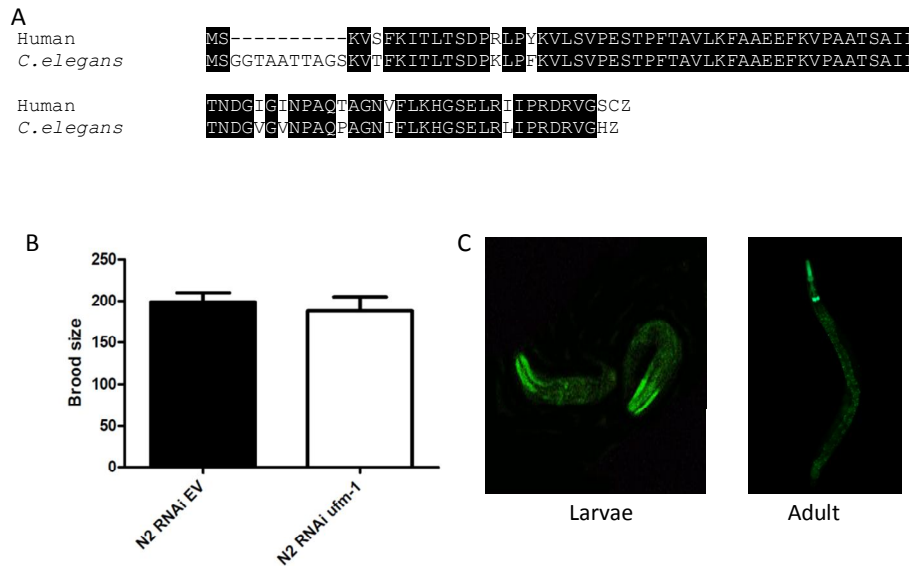 A
Human MS----------KVSFKITLTSDPRLPYKVLSVPESTPFTAVLKFAAEEFKVPAATSAII
C.elegans MSGGTAATTAGSKVTFKITLTSDPKLPFKVLSVPESTPFTAVLKFAAEEFKVPAATSAII
Human TNDGIGINPAQTAGNVFLKHGSELRIIPRDRVGSCZ
C.elegans TNDGVGVNPAQPAGNIFLKHGSELRLIPRDRVGHZ
B
250
200
150
100
50
0
Brood size
N2 RNAi EV
N2 RNAi ufm-1
C
Larvae
Adult